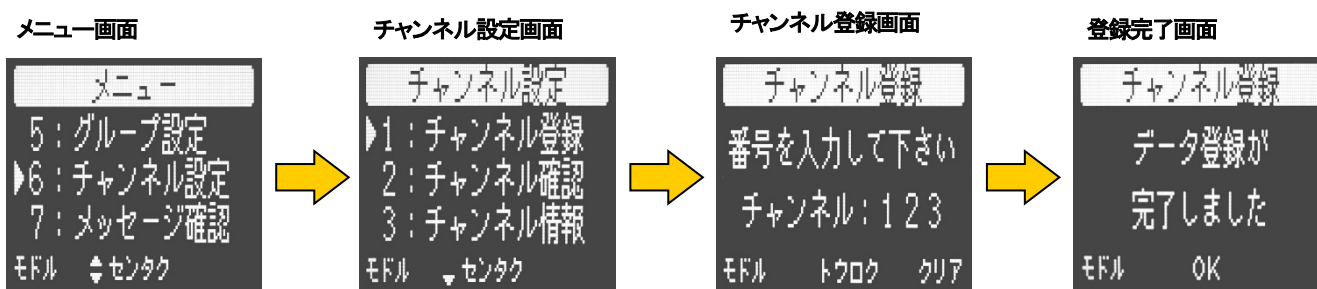 メニュー画面
メニュー
5：グループ設定
6：チャンネル設定
7：メッセージ確認
モドル センタク
チャンネル設定画面
チャンネル設定
1：チャンネル登録
2：チャンネル確認
3：チャンネル情報
モドル センタク
チャンネル登録画面
チャンネル登録
番号を入力して下さい
チャンネル：123
モドル トウロク クリア
登録完了画面
チャンネル登録
データ登録が
完了しました
モドル OK